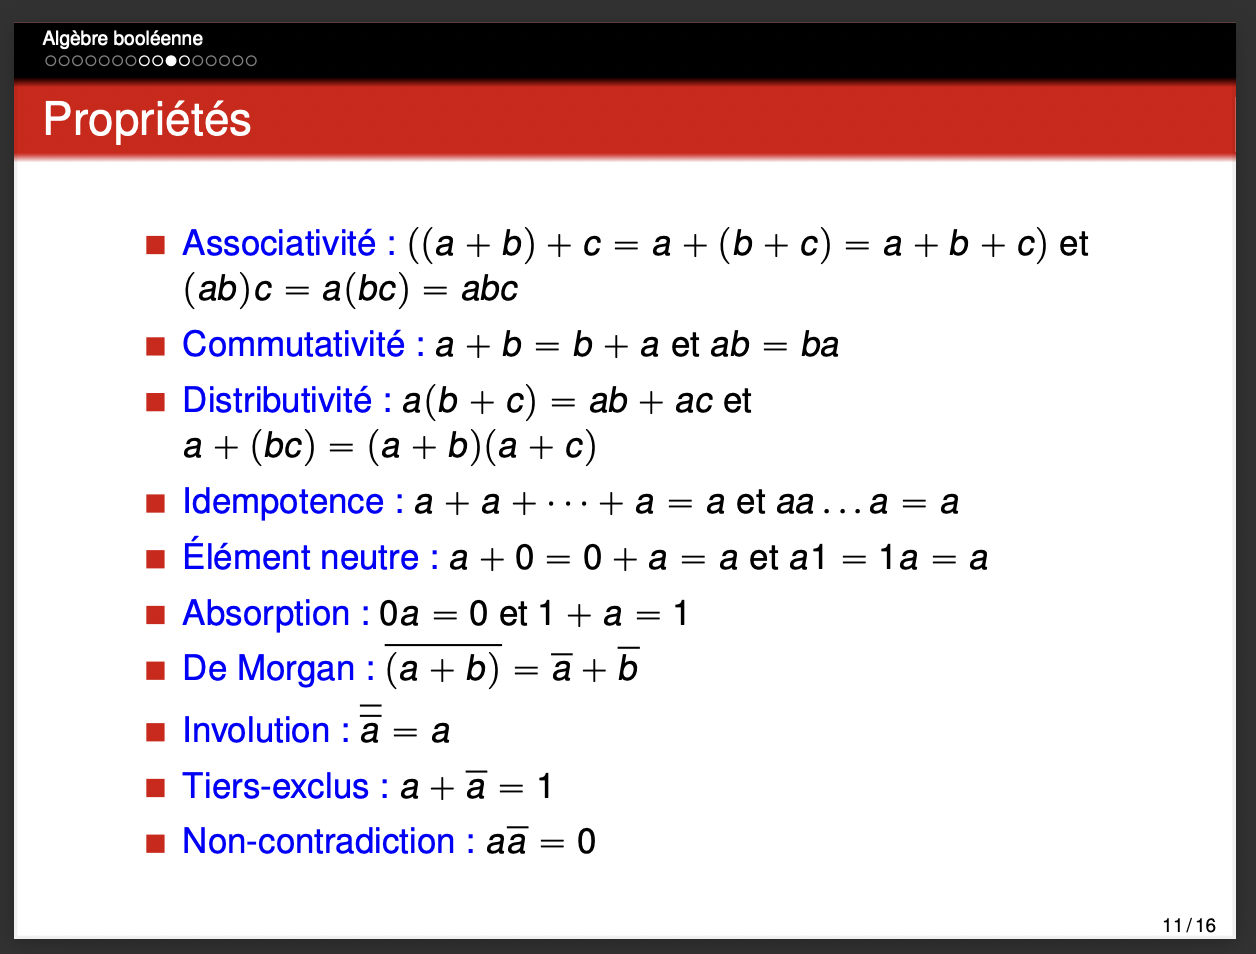 Algèbre booléenne
Propriétés
Associativité : ((a + b) + c = a + (b + c) = a + b + c) et
(ab)c = a(bc) = abc
Commutativité : a + b = b + a et ab = ba
Distributivité : a(b + c) = ab + ac et
a + (bc) = (a + b)(a + c)
Idempotence : a + a + ⋯ + a = a et aa … a = a
Élément neutre : a + 0 = 0 + a = a et a1 = 1a = a
Absorption : 0a = 0 et 1 + a = 1
De Morgan : \overline{(a + b)} = \overline{a} + \overline{b}
Involution : \overline{\overline{a}} = a
Tiers-exclus : a + \overline{a} = 1
Non-contradiction : a\overline{a} = 0
11 / 16